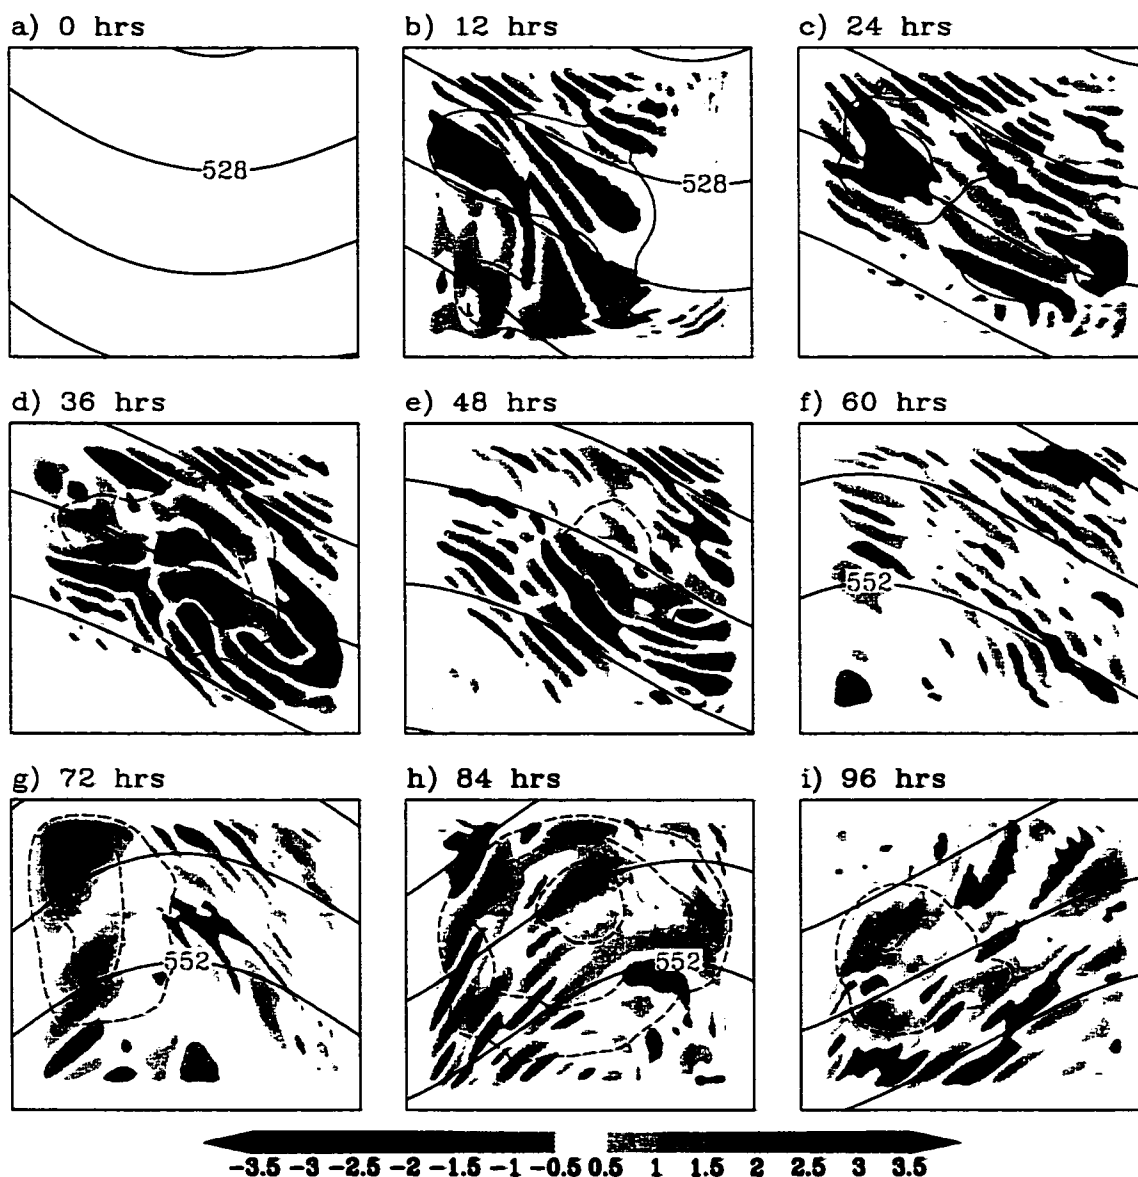 a) 0 hrs
b) 12 hrs
c) 24 hrs
528
528
d) 36 hrs
e) 48 hrs
f) 60 hrs
552
g) 72 hrs
h) 84 hrs
i) 96 hrs
552
552
-3.5 -3 -2.5 -2 -1.5 -1 -0.5 0.5 1 1.5 2 2.5 3 3.5